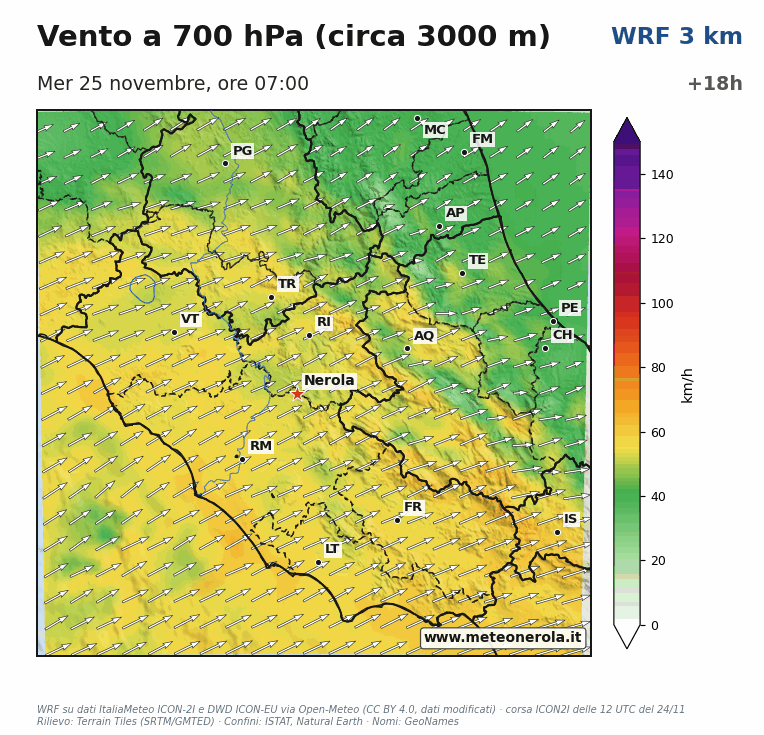 Vento a 700 hPa (circa 3000 m)
WRF 3 km
Mer 25 novembre, ore 07:00
+18h
MC
FM
PG
AP
TE
TR
PE
VT
RI
CH
AQ
Nerola
RM
FR
IS
LT
www.meteonerola.it
140
120
100
80
60
40
20
0
km/h
WRF su dati ItaliaMeteo ICON-2I e DWD ICON-EU via Open-Meteo (CC BY 4.0, dati modificati) · corsa ICON2I delle 12 UTC del 24/11
Rilievo: Terrain Tiles (SRTM/GMTED) · Confini: ISTAT, Natural Earth · Nomi: GeoNames